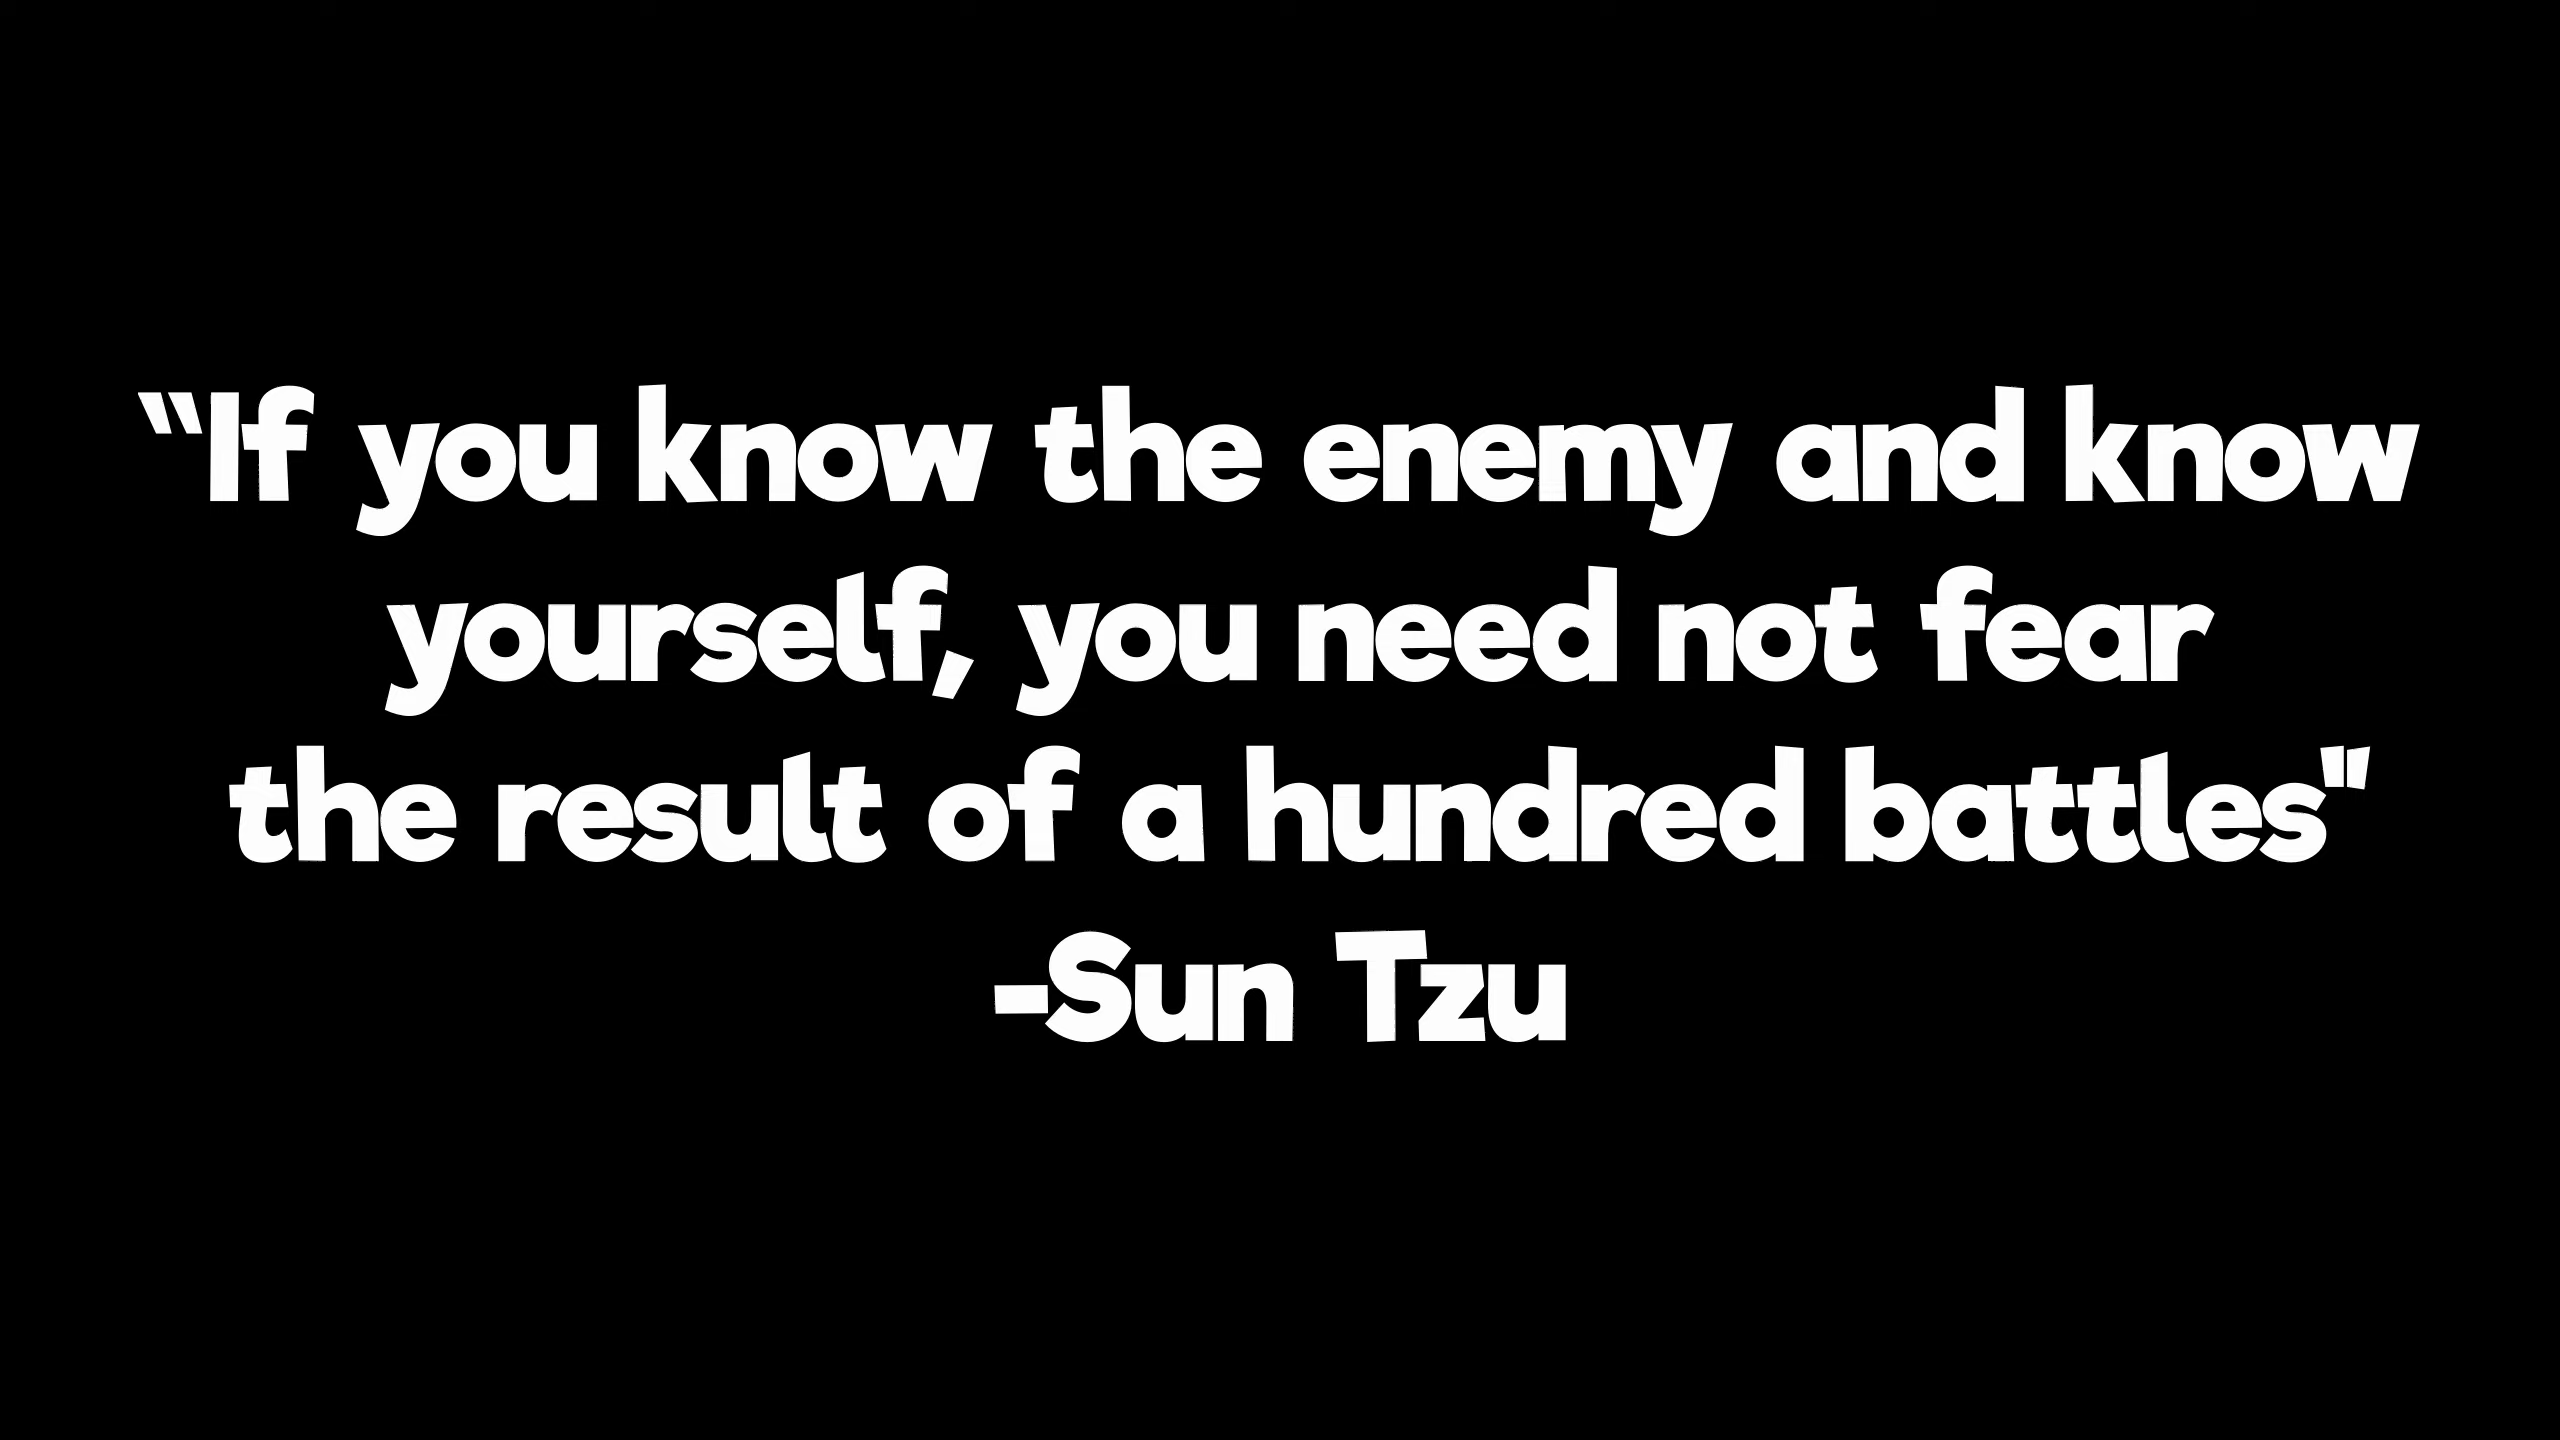 “If you know the enemy and know
yourself, you need not fear
the result of a hundred battles"
-Sun Tzu